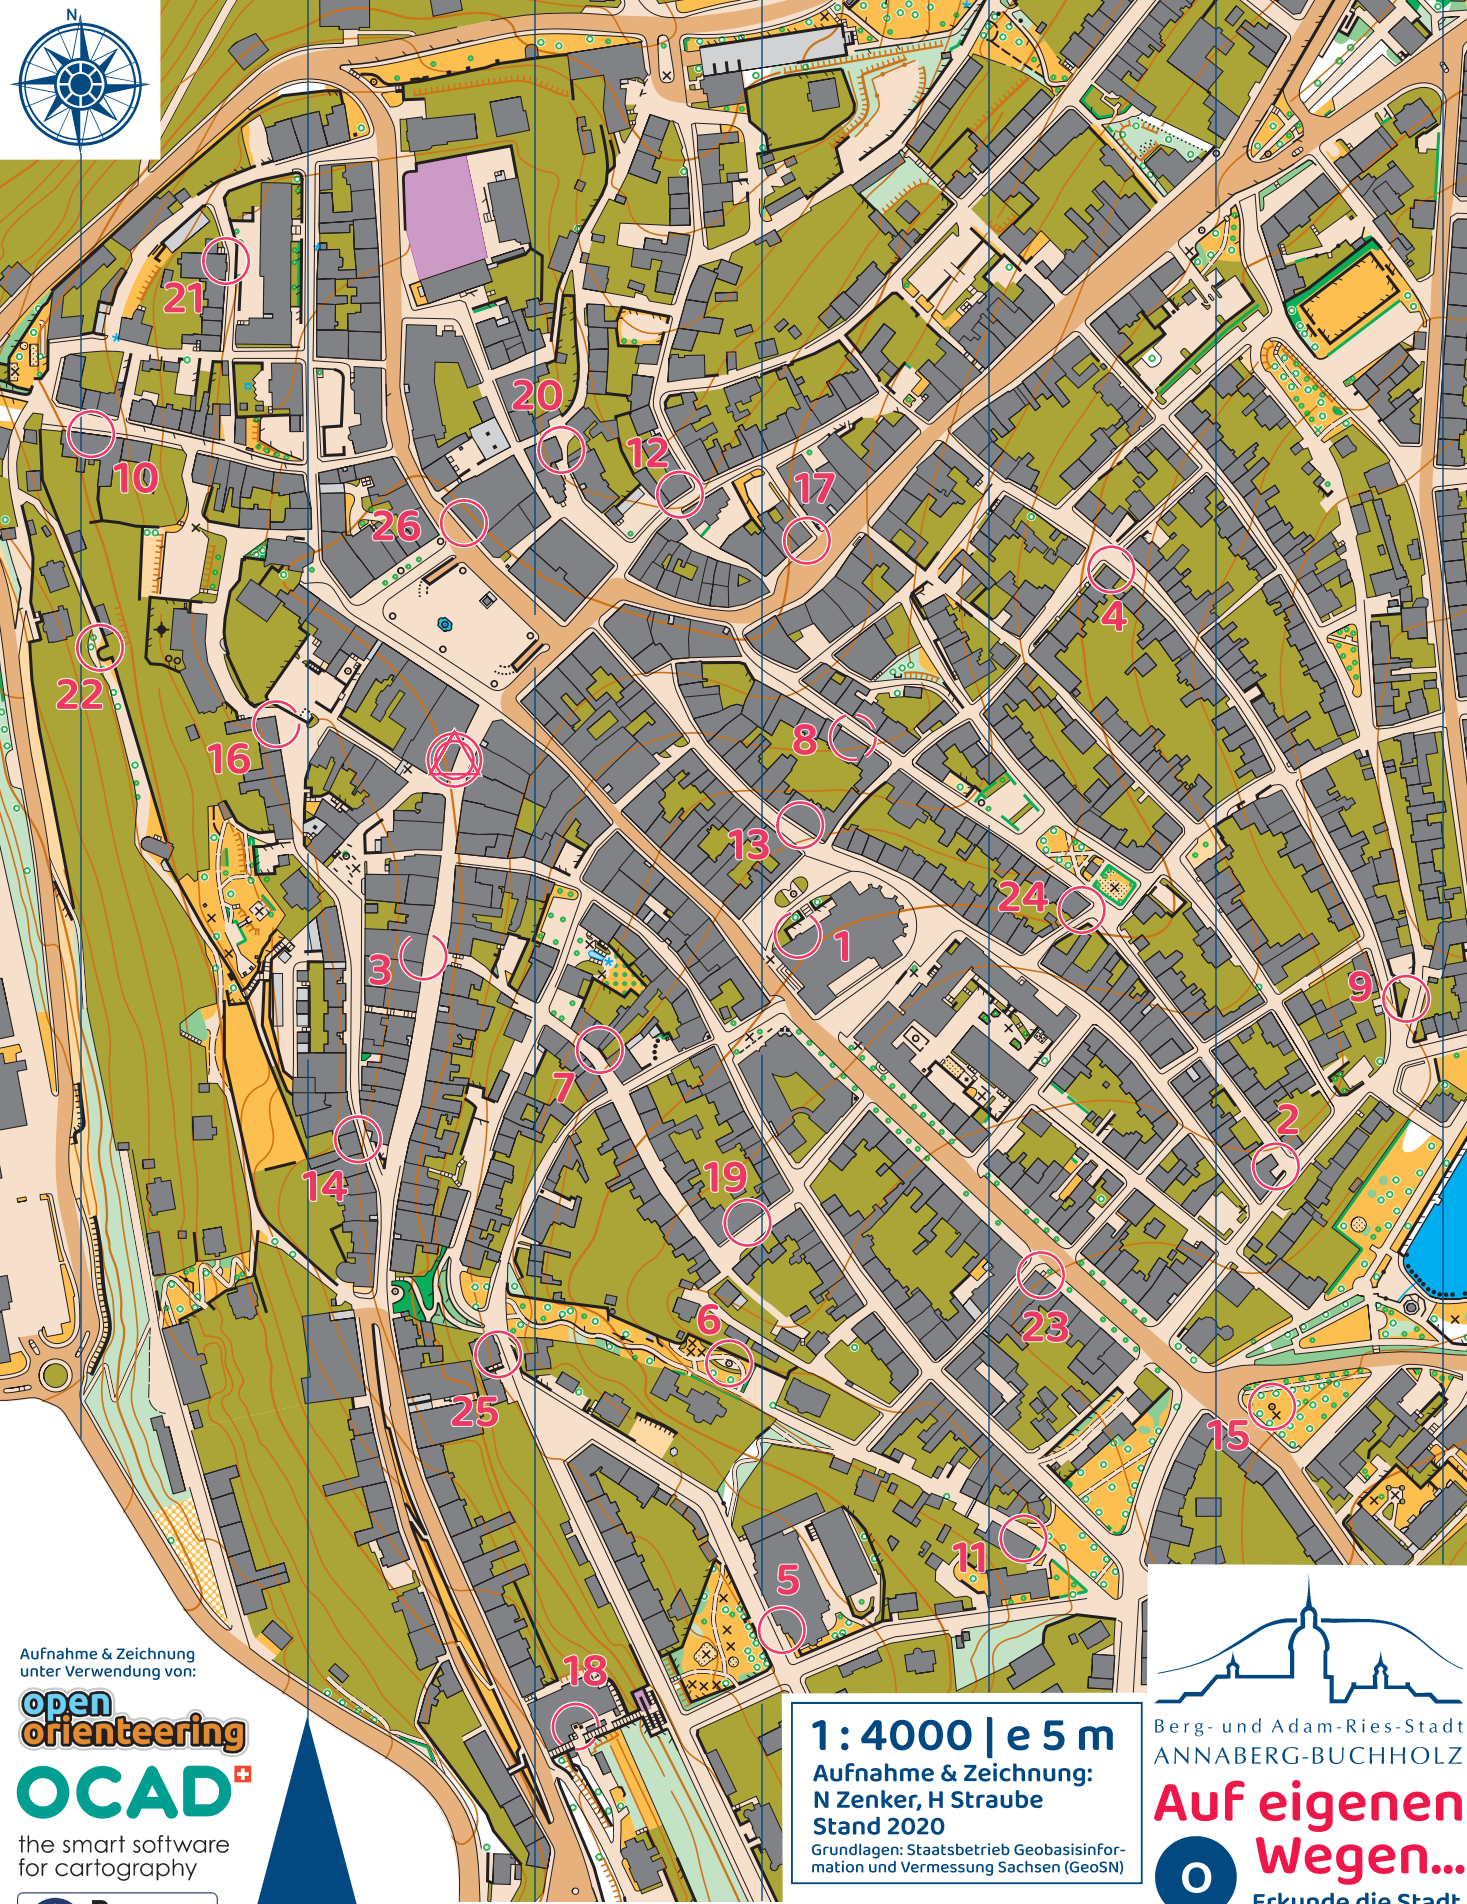 N
21
20
10
12
17
26
4
22
16
8
13
24
1
3
9
7
2
14
19
6
23
25
15
11
5
18
Aufnahme & Zeichnung
unter Verwendung von:
open
orienteering
OCAD
the smart software
for cartography
1 : 4000 | e 5 m
Aufnahme & Zeichnung:
N Zenker, H Straube
Stand 2020
Grundlagen: Staatsbetrieb Geobasisinfor-
mation und Vermessung Sachsen (GeoSN)
Berg- und Adam-Ries-Stadt
ANNABERG-BUCHHOLZ
Auf eigenen
Wegen...
O
Erkunde die Stadt